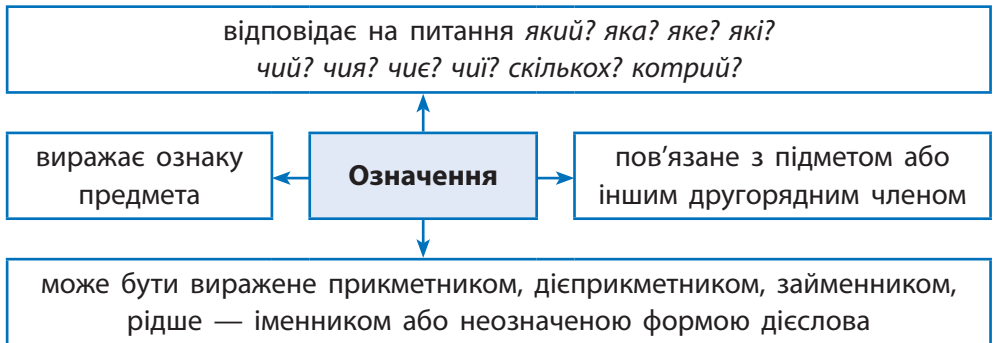 відповідає на питання який? яка? яке? які?
чий? чия? чиє? чиї? скількох? котрий?
виражає ознаку
предмета
Означення
пов’язане з підметом або
іншим другорядним членом
може бути виражене прикметником, дієприкметником, займенником,
рідше — іменником або неозначеною формою дієслова